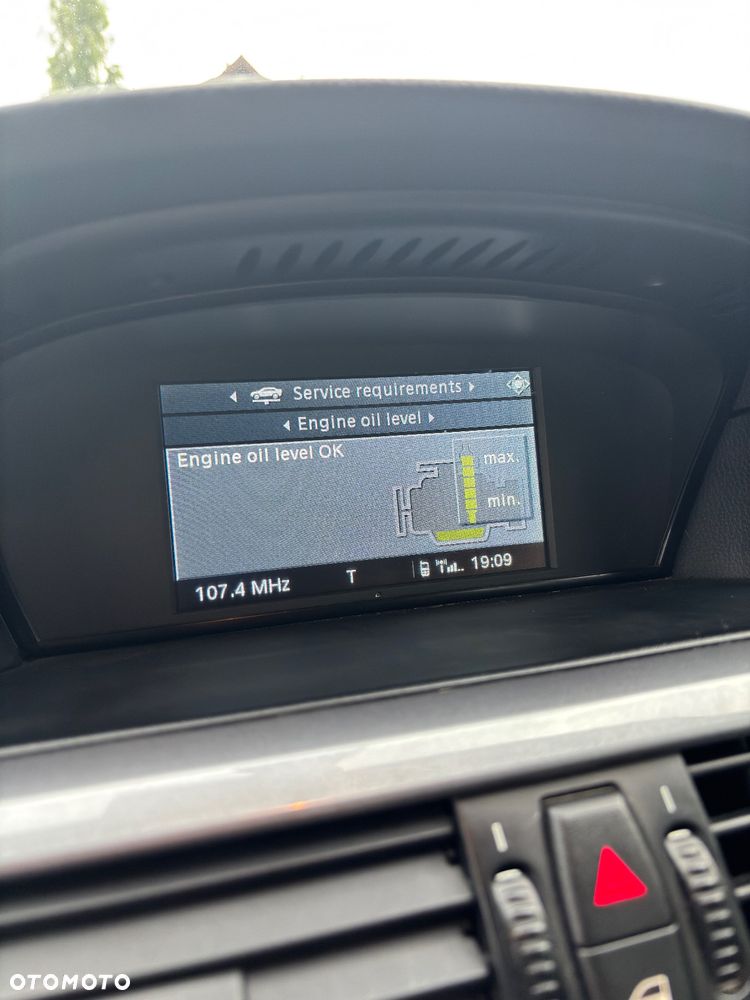 Service requirements
Engine oil level
Engine oil level OK
max.
min.
107.4 MHz
T
19:09
OTOMOTO